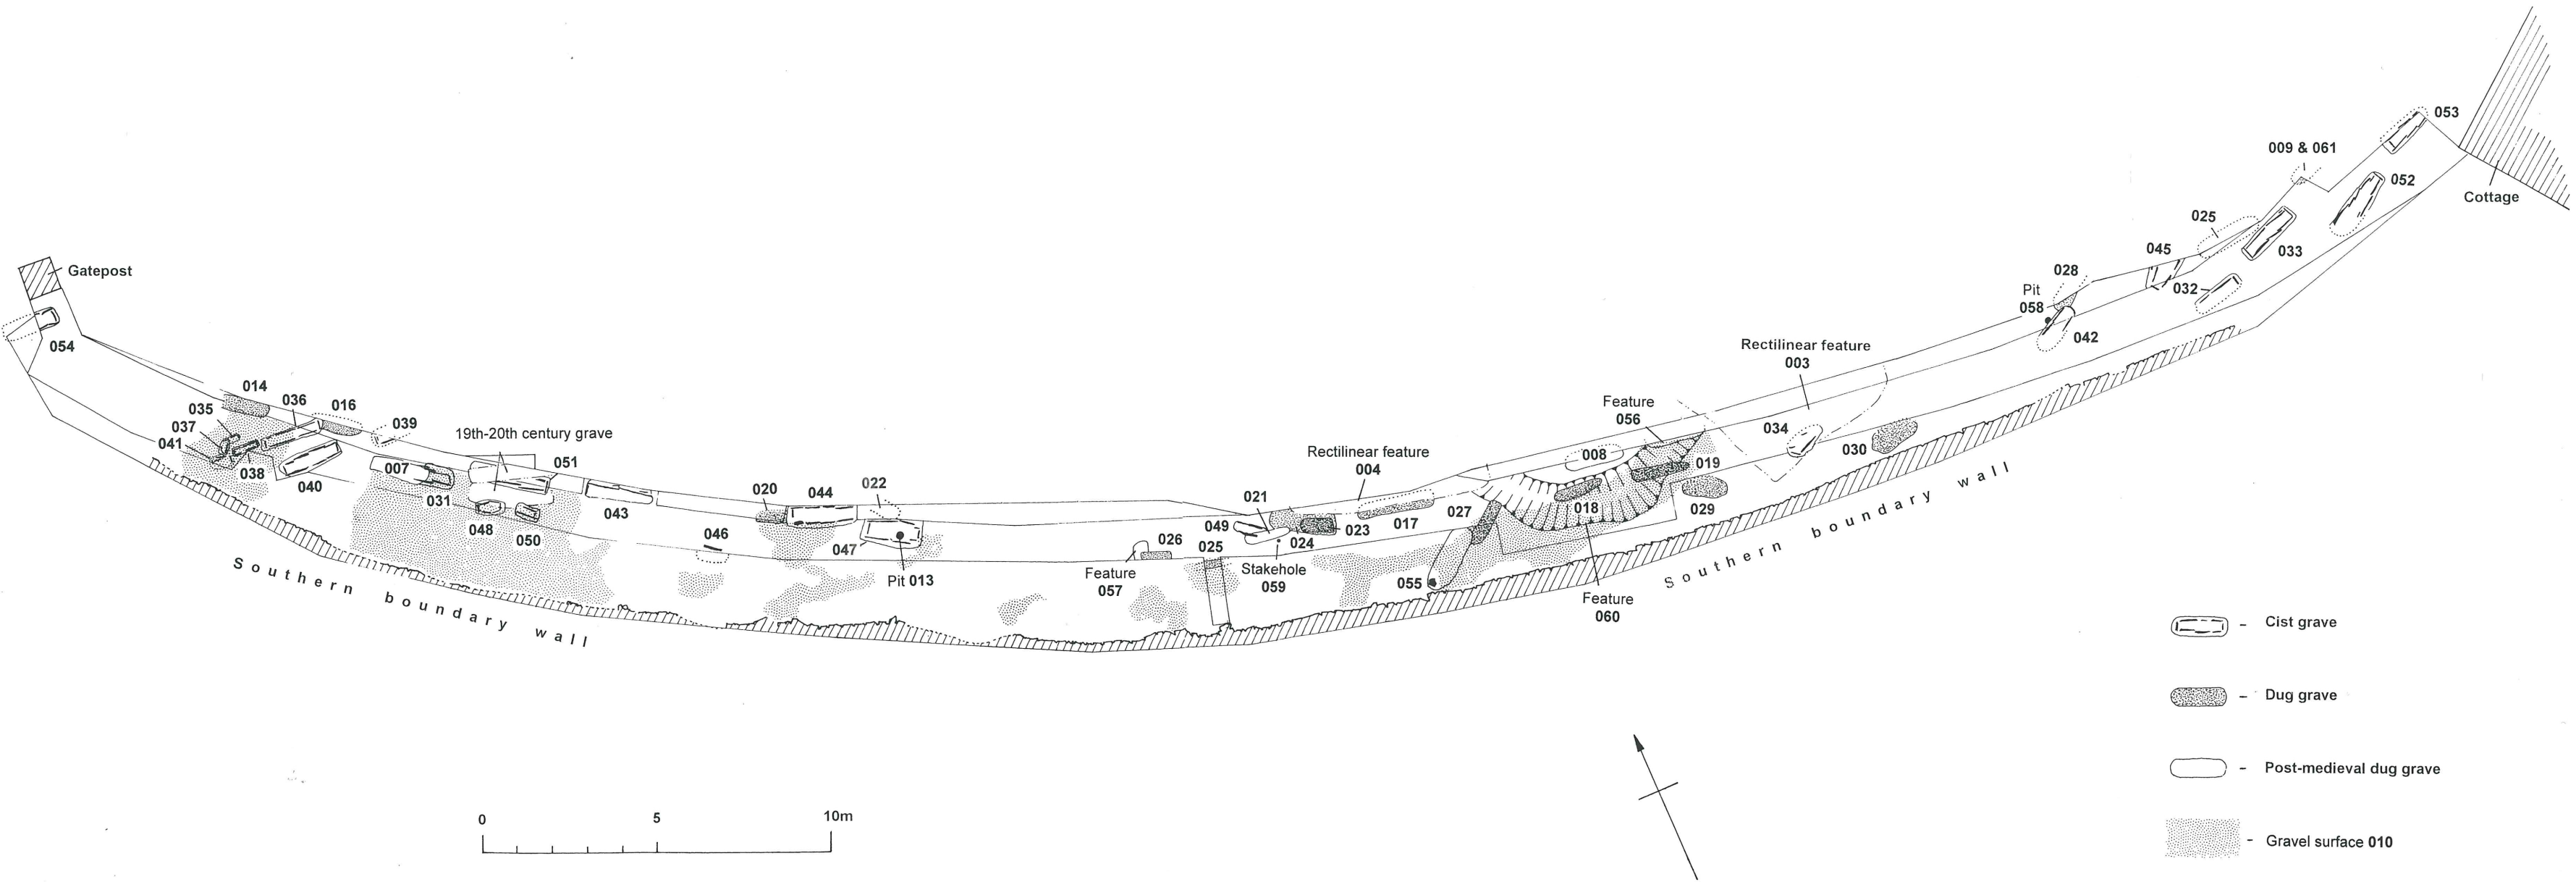 053
009 & 061
052
Cottage
025
045
033
028
032
Pit
058
042
Gatepost
054
Rectilinear feature
003
014
036
016
035
039
037
041
19th-20th century grave
Feature
056
034
030
038
040
007
051
031
Rectilinear feature
004
008
019
043
020
044
022
021
018
029
048
050
046
047
049
024
023
017
027
026
025
Pit 013
Feature
057
Stakehole
059
055
Feature
060
Southern boundary wall
Southern boundary wall
Cist grave
Dug grave
Post-medieval dug grave
Gravel surface 010
0
5
10m